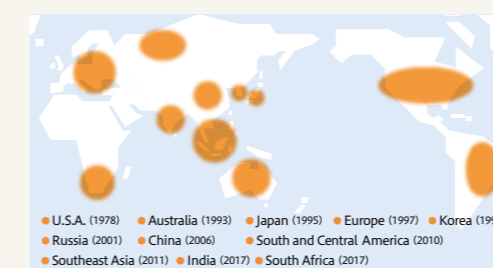 ● U.S.A. (1978) ● Australia (1993) ● Japan (1995) ● Europe (1997) ● Korea
● Russia (2001) ● China (2006) ● South and Central America (2010)
● Southeast Asia (2011) ● India (2017) ● South Africa (2017)